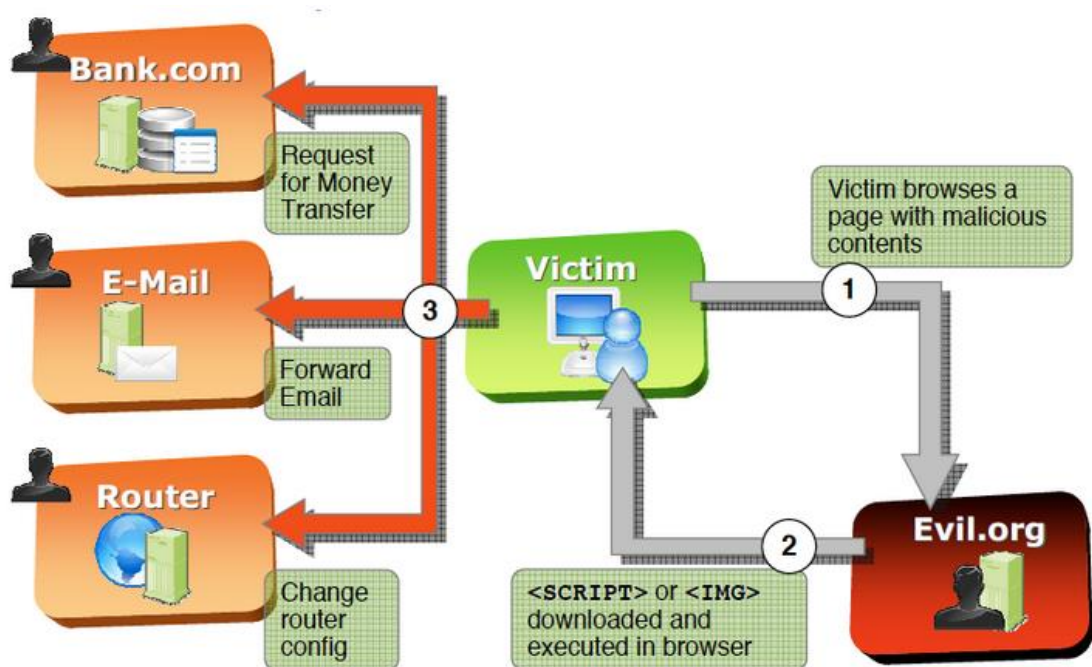 Bank.com
Request
for Money
Transfer
E-Mail
Forward
Email
Router
Change
router
config
3
Victim
1
Victim browses a
page with malicious
contents
2
<SCRIPT> or <IMG>
downloaded and
executed in browser
Evil.org